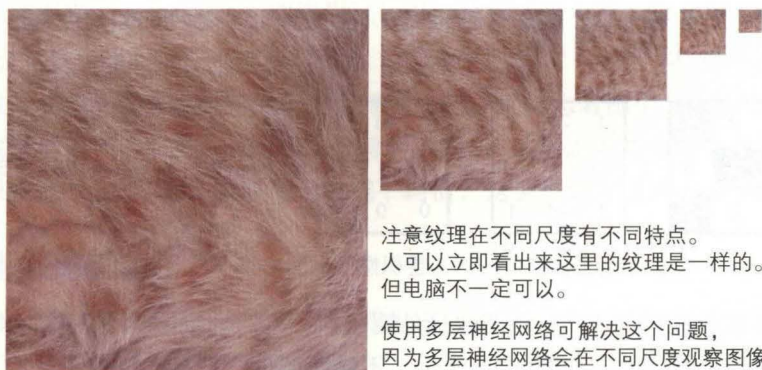 注意纹理在不同尺度有不同特点。
人可以立即看出来这里的纹理是一样的。
但电脑不一定可以。
使用多层神经网络可解决这个问题，
因为多层神经网络会在不同尺度观察图像